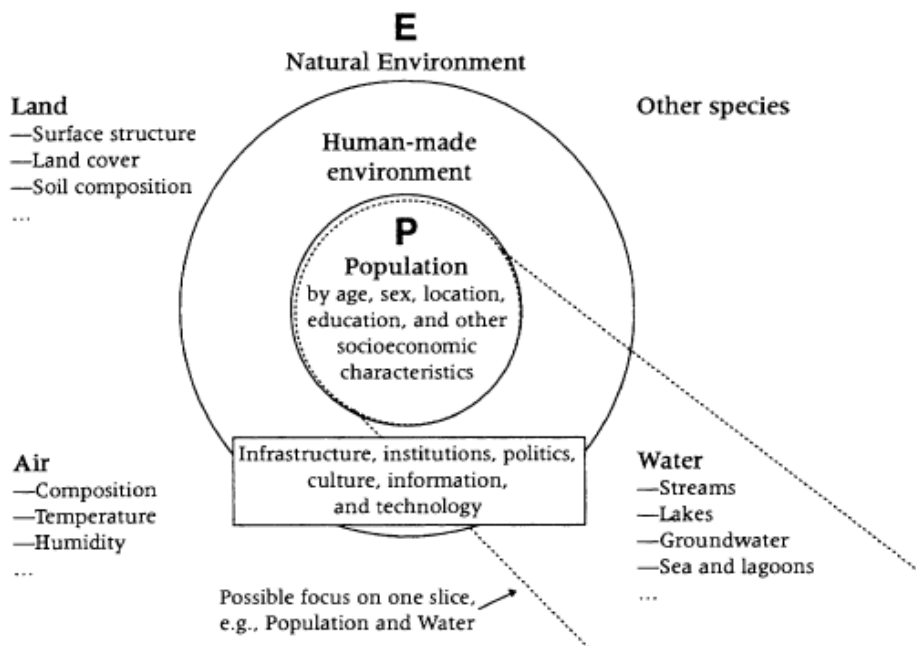 E
Natural Environment
Land
—Surface structure
—Land cover
—Soil composition
...
Other species
Human-made
environment
P
Population
by age, sex, location,
education, and other
socioeconomic
characteristics
Infrastructure, institutions, politics,
culture, information,
and technology
Air
—Composition
—Temperature
—Humidity
...
Water
—Streams
—Lakes
—Groundwater
—Sea and lagoons
...
Possible focus on one slice,
e.g., Population and Water